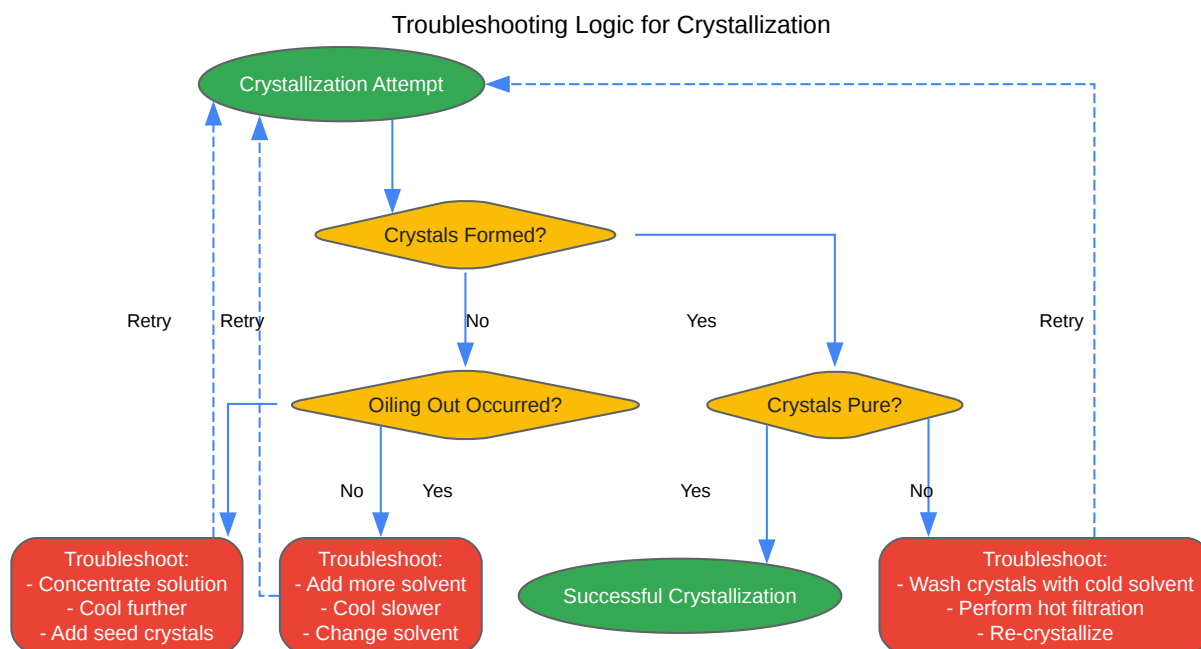 Troubleshooting Logic for Crystallization
Crystallization Attempt
Crystals Formed?
Retry
Retry
No
Yes
Retry
Oiling Out Occurred?
Crystals Pure?
No
Yes
Yes
No
Troubleshoot:
- Concentrate solution
- Cool further
- Add seed crystals
Troubleshoot:
- Add more solvent
- Cool slower
- Change solvent
Successful Crystallization
Troubleshoot:
- Wash crystals with cold solvent
- Perform hot filtration
- Re-crystallize